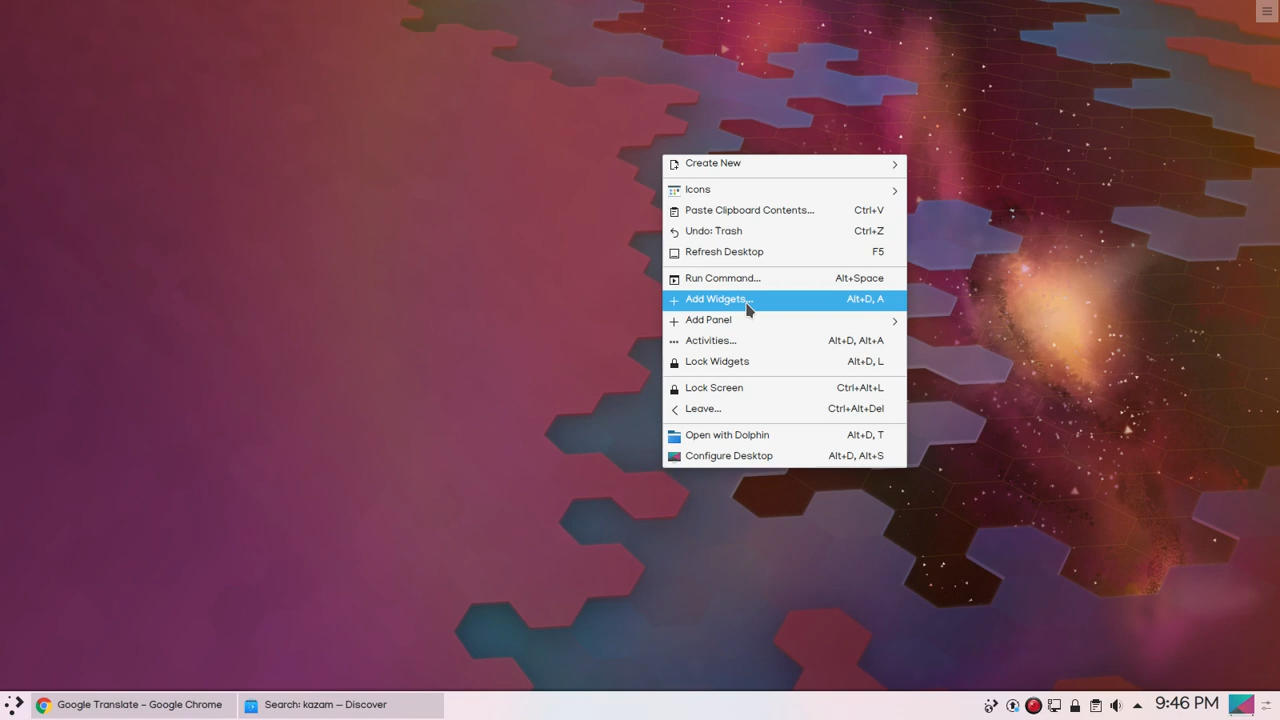 Create New
Icons
Paste Clipboard Contents... Ctrl+V
Undo: Trash Ctrl+Z
Refresh Desktop F5
Run Command... Alt+Space
Add Widgets... Alt+D, A
Add Panel
Activities... Alt+D, Alt+A
Lock Widgets Alt+D, L
Lock Screen Ctrl+Alt+L
Leave... Ctrl+Alt+Del
Open with Dolphin Alt+D, T
Configure Desktop Alt+D, Alt+S
Google Translate - Google Chrome Search: kazam — Discover 9:46 PM